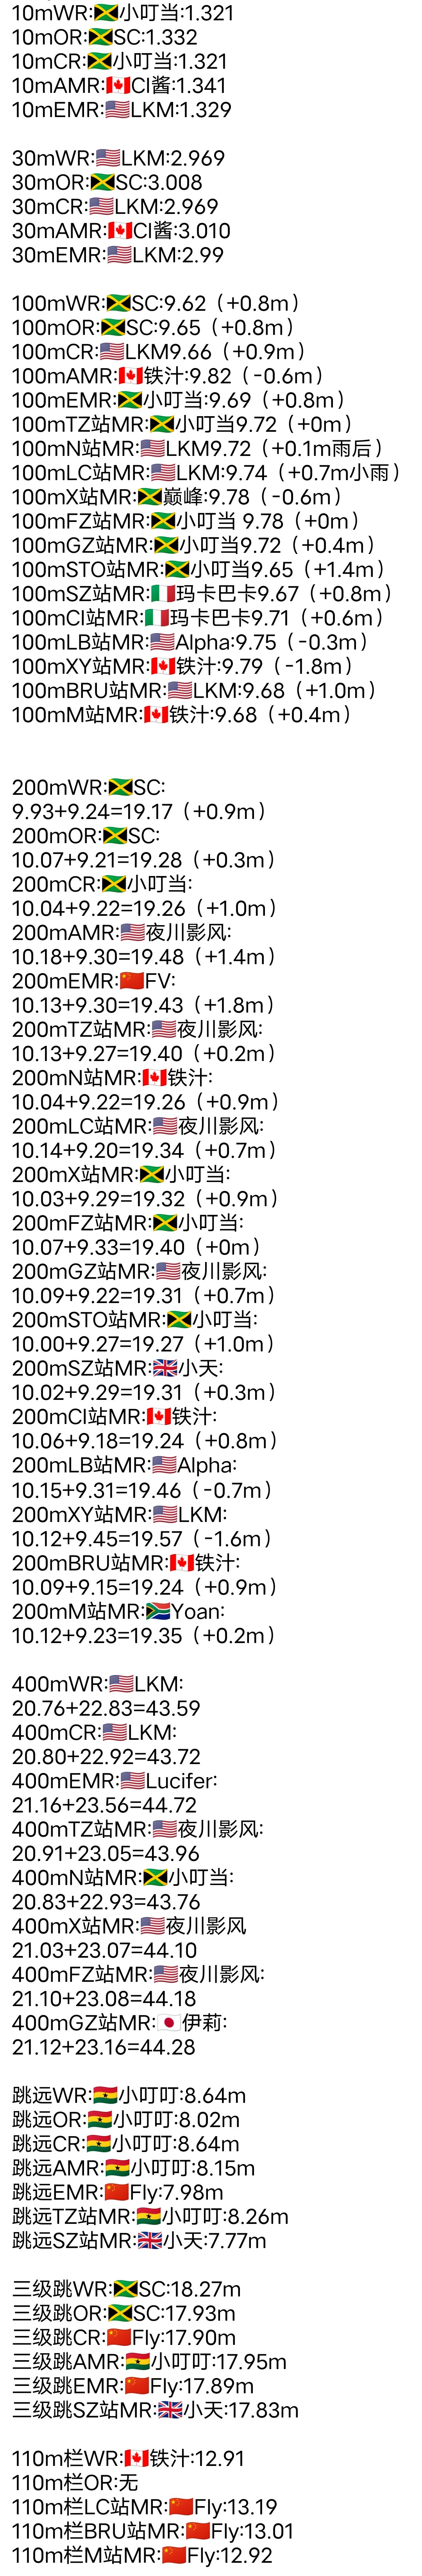 10mWR:🇯🇲小叮当:1.321
10mOR:🇯🇲SC:1.332
10mCR:🇯🇲小叮当:1.321
10mAMR:🇨🇦CI酱:1.341
10mEMR:🇺🇸LKM:1.329
30mWR:🇺🇸LKM:2.969
30mOR:🇯🇲SC:3.008
30mCR:🇺🇸LKM:2.969
30mAMR:🇨🇦CI酱:3.010
30mEMR:🇺🇸LKM:2.99
100mWR:🇯🇲SC:9.62（+0.8m）
100mOR:🇯🇲SC:9.65（+0.8m）
100mCR:🇺🇸LKM9.66（+0.9m）
100mAMR:🇨🇦铁汁:9.82（-0.6m）
100mEMR:🇯🇲小叮当:9.69（+0.8m）
100mTZ站MR:🇯🇲小叮当9.72（+0m）
100mN站MR:🇺🇸LKM9.72（+0.1m雨后）
100mLC站MR:🇺🇸LKM:9.74（+0.7m小雨）
100mX站MR:🇯🇲巅峰:9.78（-0.6m）
100mFZ站MR:🇯🇲小叮当 9.78（+0m）
100mGZ站MR:🇯🇲小叮当9.72（+0.4m）
100mSTO站MR:🇯🇲小叮当9.65（+1.4m）
100mSZ站MR:🇮🇹玛卡巴卡9.67（+0.8m）
100mCI站MR:🇮🇹玛卡巴卡9.71（+0.6m）
100mLB站MR:🇺🇸Alpha:9.75（-0.3m）
100mXY站MR:🇨🇦铁汁:9.79（-1.8m）
100mBRU站MR:🇺🇸LKM:9.68（+1.0m）
100mM站MR:🇨🇦铁汁:9.68（+0.4m）
200mWR:🇯🇲SC:
9.93+9.24=19.17（+0.9m）
200mOR:🇯🇲SC:
10.07+9.21=19.28（+0.3m）
200mCR:🇯🇲小叮当:
10.04+9.22=19.26（+1.0m）
200mAMR:🇺🇸夜川影风:
10.18+9.30=19.48（+1.4m）
200mEMR:🇨🇳FV:
10.13+9.30=19.43（+1.8m）
200mTZ站MR:🇺🇸夜川影风:
10.13+9.27=19.40（+0.2m）
200mN站MR:🇨🇦铁汁:
10.04+9.22=19.26（+0.9m）
200mLC站MR:🇺🇸夜川影风:
10.14+9.20=19.34（+0.7m）
200mX站MR:🇯🇲小叮当:
10.03+9.29=19.32（+0.9m）
200mFZ站MR:🇯🇲小叮当:
10.07+9.33=19.40（+0m）
200mGZ站MR:🇺🇸夜川影风:
10.09+9.22=19.31（+0.7m）
200mSTO站MR:🇯🇲小叮当:
10.00+9.27=19.27（+1.0m）
200mSZ站MR:🇬🇧小天:
10.02+9.29=19.31（+0.3m）
200mCI站MR:🇨🇦铁汁:
10.06+9.18=19.24（+0.8m）
200mLB站MR:🇺🇸Alpha:
10.15+9.31=19.46（-0.7m）
200mXY站MR:🇺🇸LKM:
10.12+9.45=19.57（-1.6m）
200mBRU站MR:🇨🇦铁汁:
10.09+9.15=19.24（+0.9m）
200mM站MR:🇿🇦Yoan:
10.12+9.23=19.35（+0.2m）
400mWR:🇺🇸LKM:
20.76+22.83=43.59
400mCR:🇺🇸LKM:
20.80+22.92=43.72
400mEMR:🇺🇸Lucifer:
21.16+23.56=44.72
400mTZ站MR:🇺🇸夜川影风:
20.91+23.05=43.96
400mN站MR:🇯🇲小叮当:
20.83+22.93=43.76
400mX站MR:🇺🇸夜川影风
21.03+23.07=44.10
400mFZ站MR:🇺🇸夜川影风:
21.10+23.08=44.18
400mGZ站MR:🇯🇵伊莉:
21.12+23.16=44.28
跳远WR:🇬🇭小叮叮:8.64m
跳远OR:🇬🇭小叮叮:8.02m
跳远CR:🇬🇭小叮叮:8.64m
跳远AMR:🇬🇭小叮叮:8.15m
跳远EMR:🇨🇳Fly:7.98m
跳远TZ站MR:🇬🇭小叮叮:8.26m
跳远SZ站MR:🇬🇧小天:7.77m
三级跳WR:🇯🇲SC:18.27m
三级跳OR:🇯🇲SC:17.93m
三级跳CR:🇨🇳Fly:17.90m
三级跳AMR:🇬🇭小叮叮:17.95m
三级跳EMR:🇨🇳Fly:17.89m
三级跳SZ站MR:🇬🇧小天:17.83m
110m栏WR:🇨🇦铁汁:12.91
110m栏OR:无
110m栏LC站MR:🇨🇳Fly:13.19
110m栏BRU站MR:🇨🇳Fly:13.01
110m栏M站MR:🇨🇳Fly:12.92